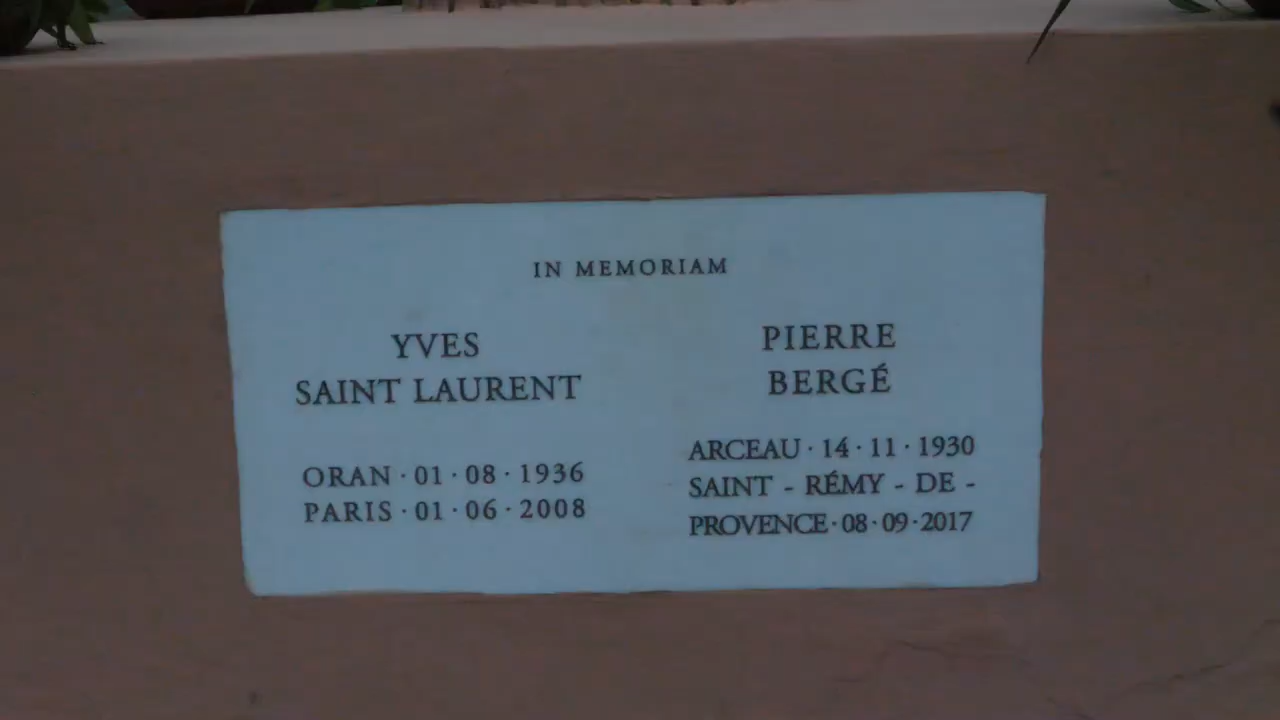 IN MEMORIAM
YVES
SAINT LAURENT
ORAN · 01 · 08 · 1936
PARIS · 01 · 06 · 2008
PIERRE
BERGÉ
ARCEAU · 14 · 11 · 1930
SAINT - RÉMY - DE -
PROVENCE · 08 · 09 · 2017